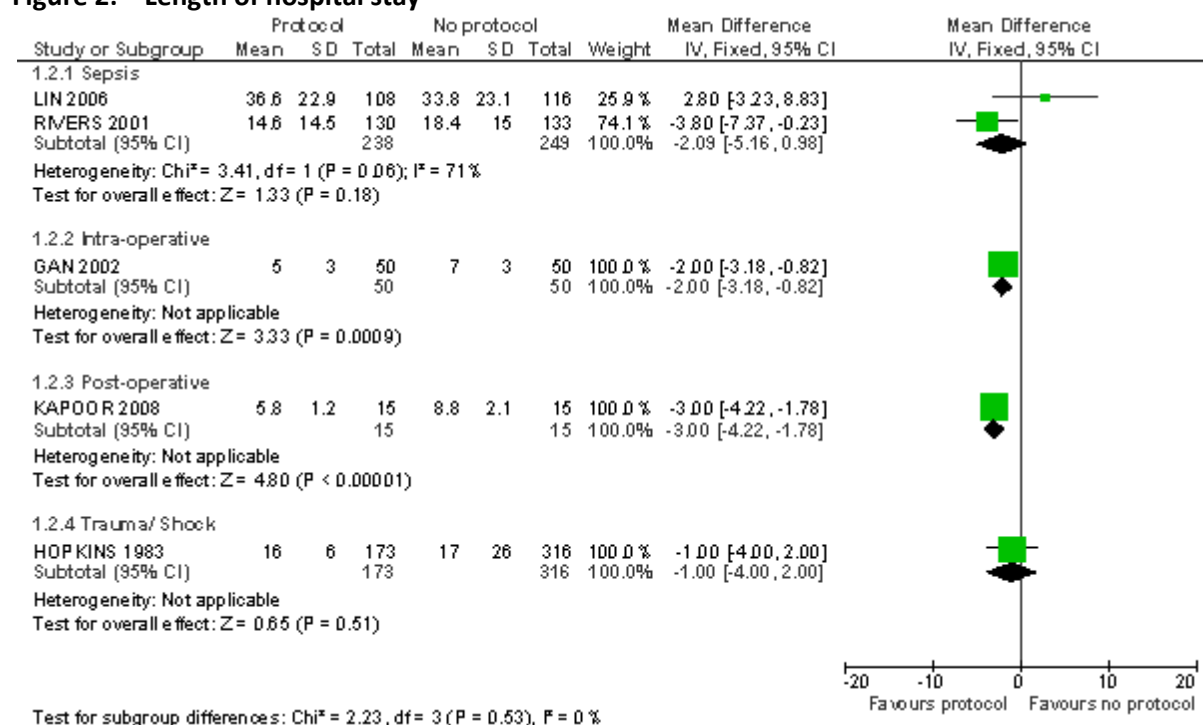 Figure 2: Length of hospital stay
Protocol No protocol Mean Difference Mean Difference
Study or Subgroup Mean SD Total Mean SD Total Weight IV, Fixed, 95% CI IV, Fixed, 95% CI
1.2.1 Sepsis
LIN 2006 36.6 22.9 108 33.8 23.1 116 25.9% 2.80 [-3.23, 8.83]
RIVERS 2001 14.6 14.5 130 18.4 15 133 74.1% -3.80 [-7.37, -0.23]
Subtotal (95% CI) 238 249 100.0% -2.09 [-5.16, 0.98]
Heterogeneity: Chi² = 3.41, df = 1 (P = 0.06); I² = 71%
Test for overall effect: Z = 1.33 (P = 0.18)
1.2.2 Intra-operative
GAN 2002 5 3 50 7 3 50 100.0% -2.00 [-3.18, -0.82]
Subtotal (95% CI) 50 50 100.0% -2.00 [-3.18, -0.82]
Heterogeneity: Not applicable
Test for overall effect: Z = 3.33 (P = 0.0009)
1.2.3 Post-operative
KAPOOR 2008 5.8 1.2 15 8.8 2.1 15 100.0% -3.00 [-4.22, -1.78]
Subtotal (95% CI) 15 15 100.0% -3.00 [-4.22, -1.78]
Heterogeneity: Not applicable
Test for overall effect: Z = 4.80 (P < 0.00001)
1.2.4 Trauma/ Shock
HOPKINS 1983 16 6 173 17 26 316 100.0% -1.00 [-4.00, 2.00]
Subtotal (95% CI) 173 316 100.0% -1.00 [-4.00, 2.00]
Heterogeneity: Not applicable
Test for overall effect: Z = 0.65 (P = 0.51)
-20 -10 0 10 20
Favours protocol Favours no protocol
Test for subgroup differences: Chi² = 2.23, df = 3 (P = 0.53), I² = 0%